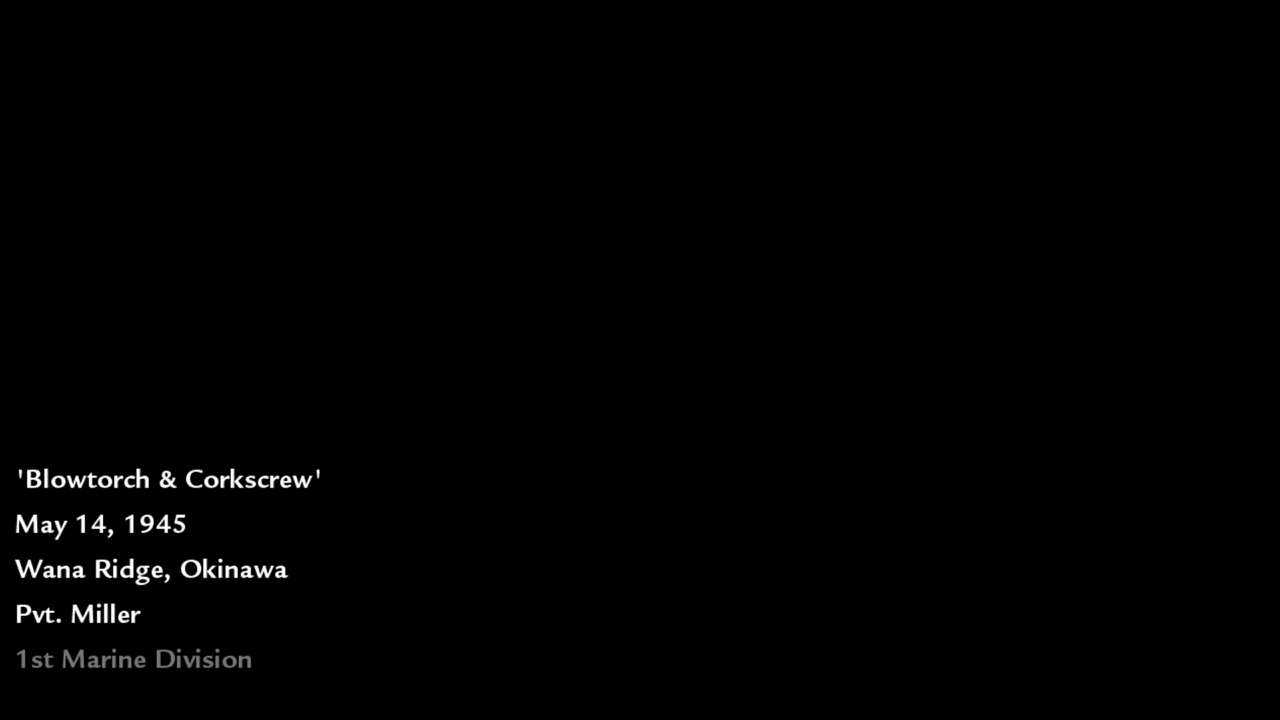 'Blowtorch & Corkscrew'
May 14, 1945
Wana Ridge, Okinawa
Pvt. Miller
1st Marine Division